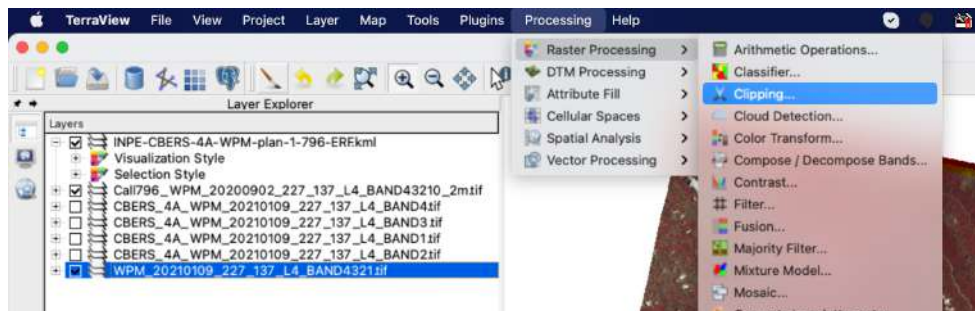 TerraView File View Project Layer Map Tools Plugins Processing Help
Layer Explorer
Layers
INPE-CBERS-4A-WPM-plan-1-796-EREkml
Visualization Style
Selection Style
Call796_WPM_20200902_227_137_L4_BAND43210_2m.tif
CBERS_4A_WPM_20210109_227_137_L4_BAND4.tif
CBERS_4A_WPM_20210109_227_137_L4_BAND3.tif
CBERS_4A_WPM_20210109_227_137_L4_BAND1.tif
CBERS_4A_WPM_20210109_227_137_L4_BAND2.tif
WPM_20210109_227_137_L4_BAND4321.tif
Raster Processing
DTM Processing
Attribute Fill
Cellular Spaces
Spatial Analysis
Vector Processing
Arithmetic Operations...
Classifier...
Clipping...
Cloud Detection...
Color Transform...
Compose / Decompose Bands...
Contrast...
Filter...
Fusion...
Majority Filter...
Mixture Model...
Mosaic...